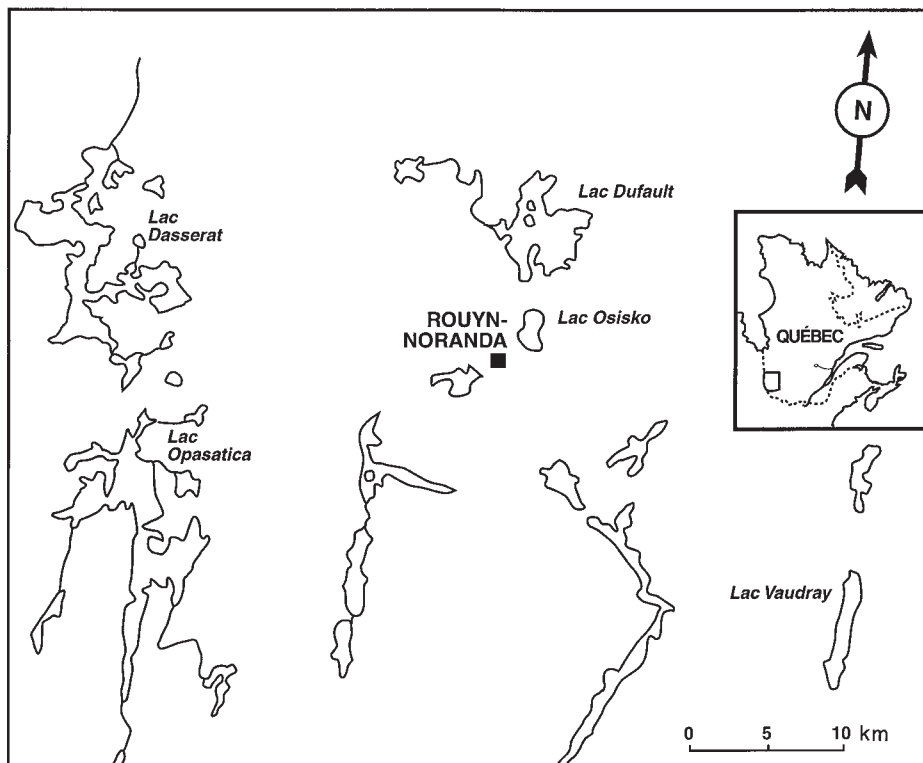 N
Lac Dufault
Lac
Dasserat
QUÉBEC
Lac Osisko
ROUYN-
NORANDA
Lac
Opasatica
Lac Vaudray
0 5 10 km